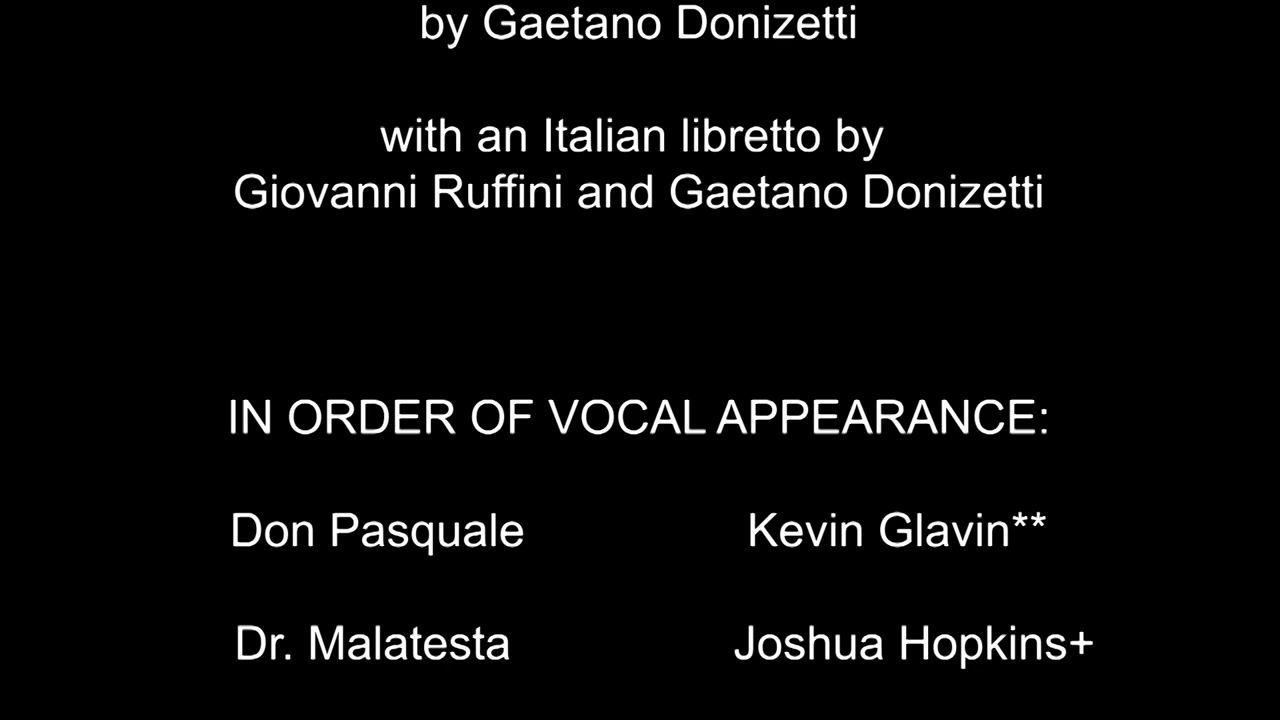 by Gaetano Donizetti
with an Italian libretto by
Giovanni Ruffini and Gaetano Donizetti
IN ORDER OF VOCAL APPEARANCE:
Don Pasquale Kevin Glavin**
Dr. Malatesta Joshua Hopkins+